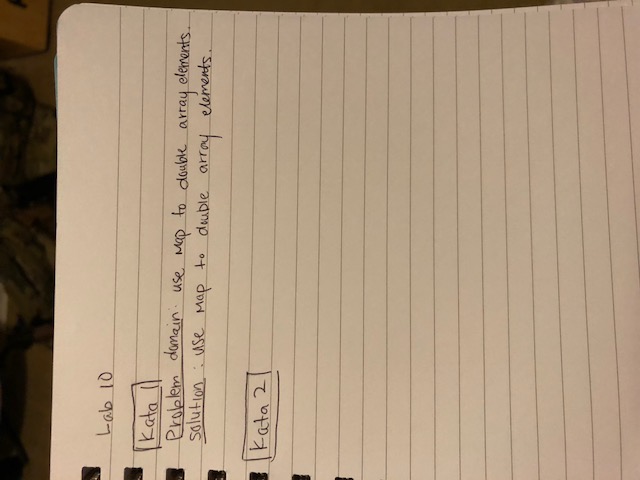 Lab 10
Kata 1
Problem domain: use Map to double array elements.
Solution: use Map to double array elements.
Kata 2